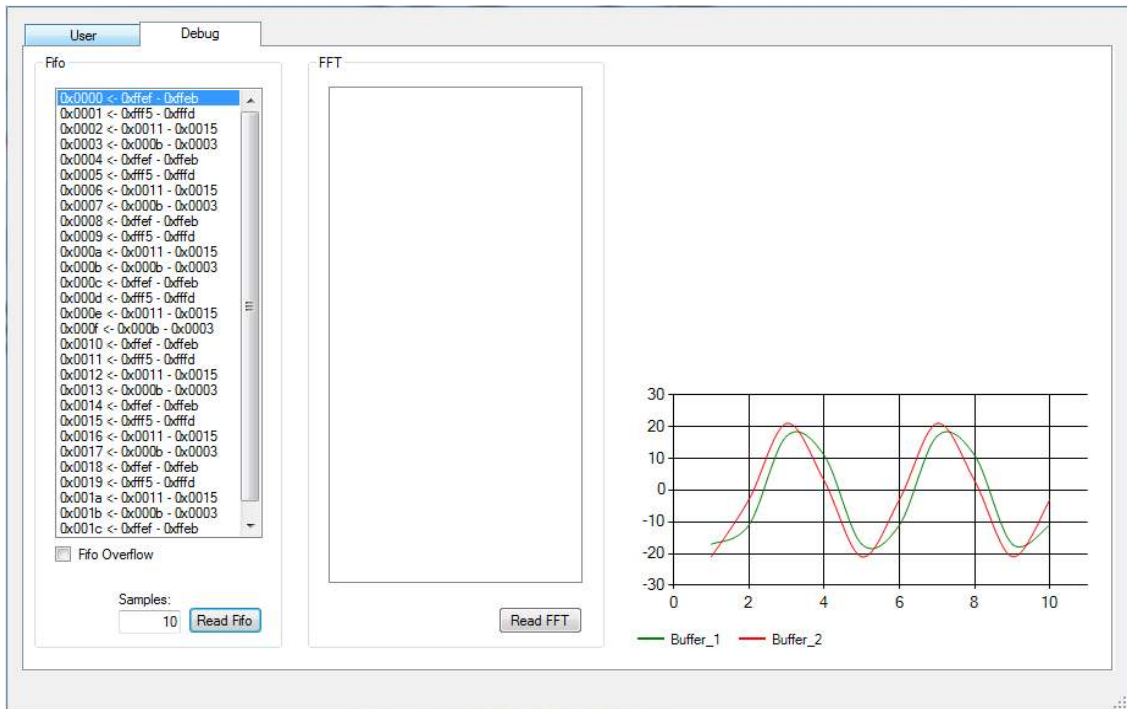 User
Debug
Fifo
0x0000 <- 0xffef - 0xffeb
0x0001 <- 0xfff5 - 0xfffd
0x0002 <- 0x0011 - 0x0015
0x0003 <- 0x000b - 0x0003
0x0004 <- 0xffef - 0xffeb
0x0005 <- 0xfff5 - 0xfffd
0x0006 <- 0x0011 - 0x0015
0x0007 <- 0x000b - 0x0003
0x0008 <- 0xffef - 0xffeb
0x0009 <- 0xfff5 - 0xfffd
0x000a <- 0x0011 - 0x0015
0x000b <- 0x000b - 0x0003
0x000c <- 0xffef - 0xffeb
0x000d <- 0xfff5 - 0xfffd
0x000e <- 0x0011 - 0x0015
0x000f <- 0x000b - 0x0003
0x0010 <- 0xffef - 0xffeb
0x0011 <- 0xfff5 - 0xfffd
0x0012 <- 0x0011 - 0x0015
0x0013 <- 0x000b - 0x0003
0x0014 <- 0xffef - 0xffeb
0x0015 <- 0xfff5 - 0xfffd
0x0016 <- 0x0011 - 0x0015
0x0017 <- 0x000b - 0x0003
0x0018 <- 0xffef - 0xffeb
0x0019 <- 0xfff5 - 0xfffd
0x001a <- 0x0011 - 0x0015
0x001b <- 0x000b - 0x0003
0x001c <- 0xffef - 0xffeb
Fifo Overflow
Samples:
10
Read Fifo
FFT
Read FFT
30
20
10
0
-10
-20
-30
0 2 4 6 8 10
Buffer_1 Buffer_2